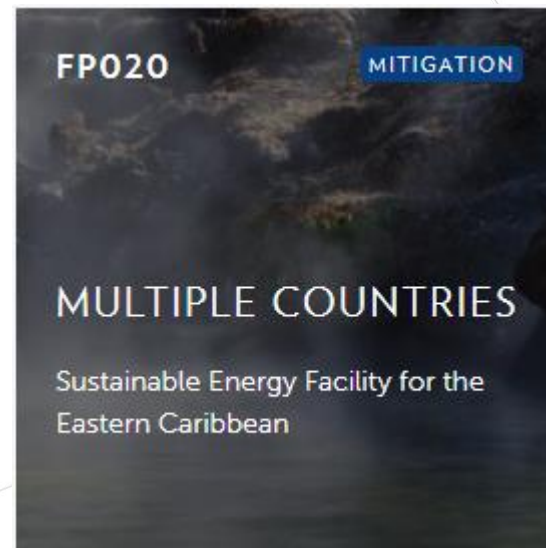 FP020
MITIGATION
MULTIPLE COUNTRIES
Sustainable Energy Facility for the
Eastern Caribbean